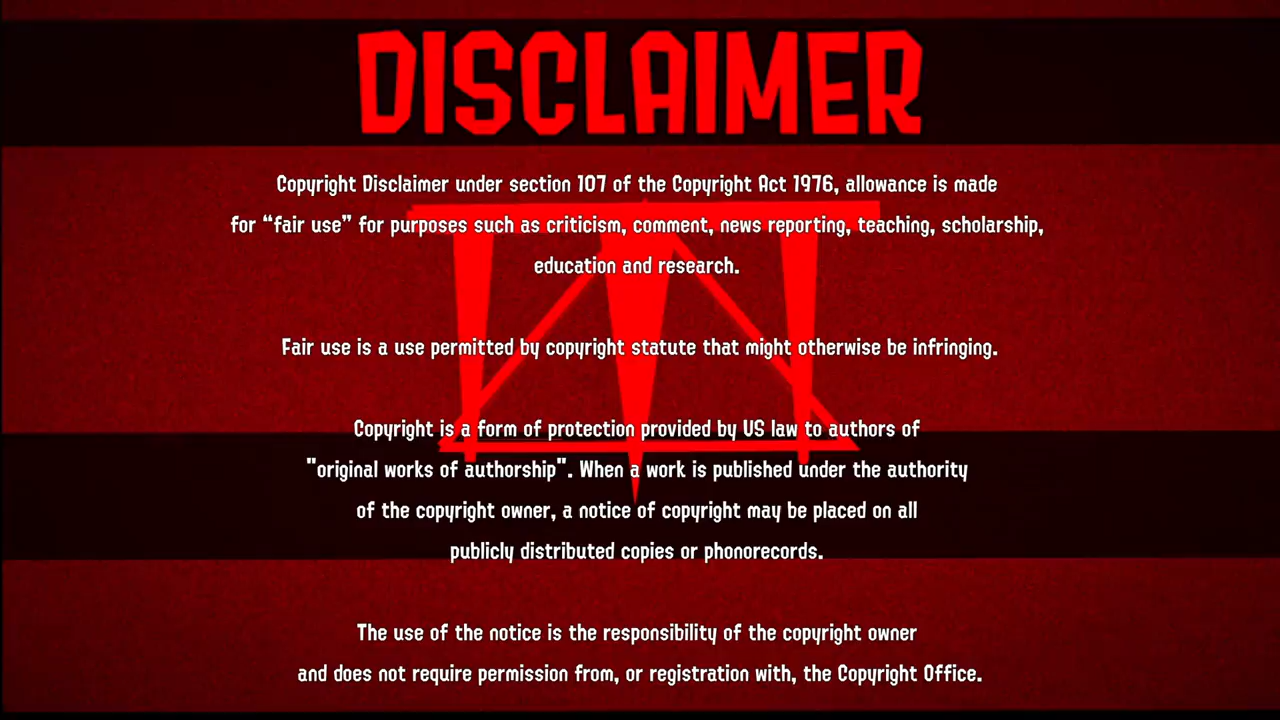 DISCLAIMER
Copyright Disclaimer under section 107 of the Copyright Act 1976, allowance is made
for “fair use” for purposes such as criticism, comment, news reporting, teaching, scholarship,
education and research.
Fair use is a use permitted by copyright statute that might otherwise be infringing.
Copyright is a form of protection provided by US law to authors of
"original works of authorship". When a work is published under the authority
of the copyright owner, a notice of copyright may be placed on all
publicly distributed copies or phonorecords.
The use of the notice is the responsibility of the copyright owner
and does not require permission from, or registration with, the Copyright Office.